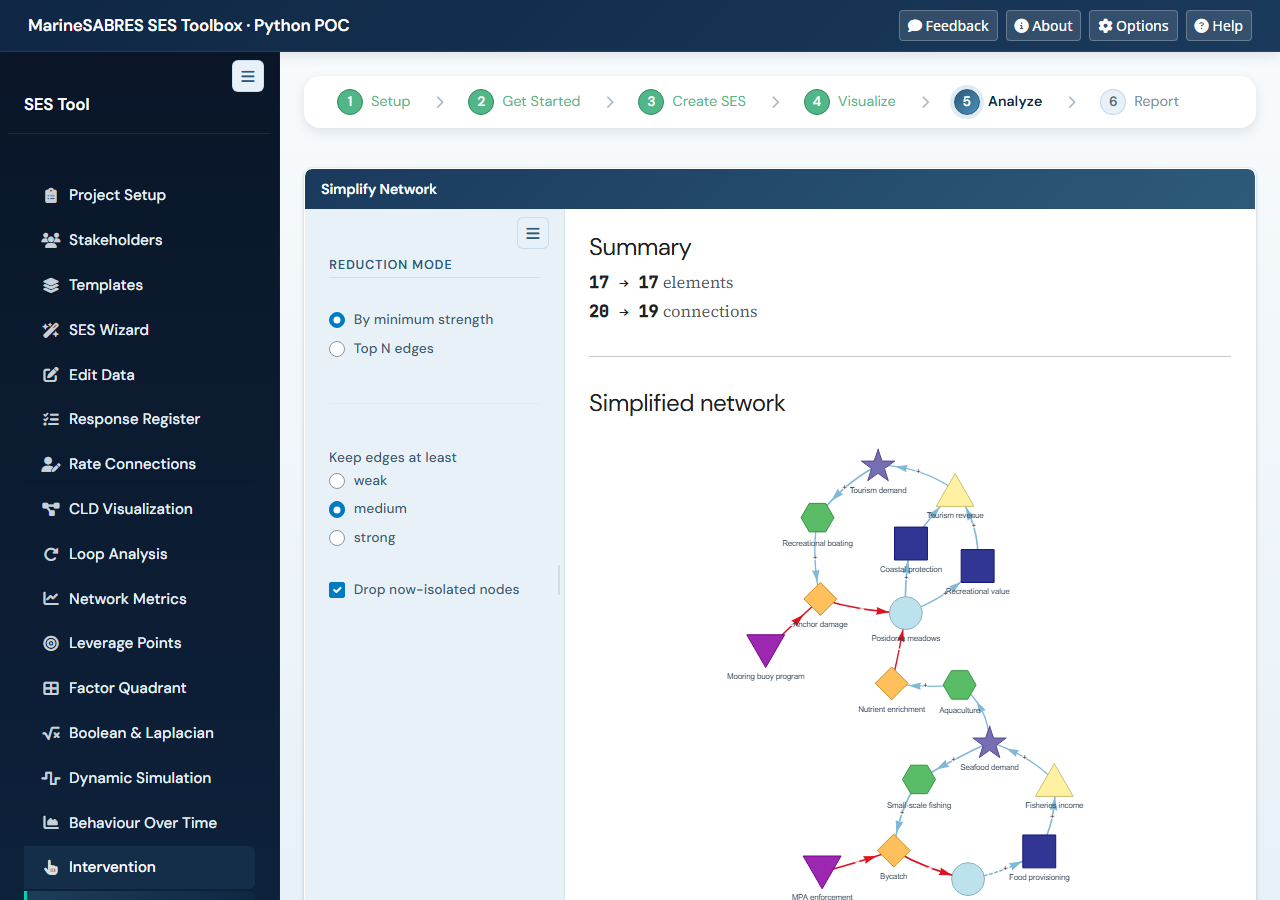 MarineSABRES SES Toolbox · Python POC
Feedback
About
Options
Help
SES Tool
1 Setup
2 Get Started
3 Create SES
4 Visualize
5 Analyze
6 Report
Project Setup
Stakeholders
Templates
SES Wizard
Edit Data
Response Register
Rate Connections
CLD Visualization
Loop Analysis
Network Metrics
Leverage Points
Factor Quadrant
Boolean & Laplacian
Dynamic Simulation
Behaviour Over Time
Intervention
Simplify Network
REDUCTION MODE
By minimum strength
Top N edges
Keep edges at least
weak
medium
strong
Drop now-isolated nodes
Summary
17 → 17 elements
20 → 19 connections
Simplified network
Tourism demand
Tourism revenue
Recreational boating
Coastal protection
Recreational value
Anchor damage
Posidonia meadows
Mooring buoy program
Nutrient enrichment
Aquaculture
Seafood demand
Small-scale fishing
Fisheries income
Bycatch
Food provisioning
MPA enforcement